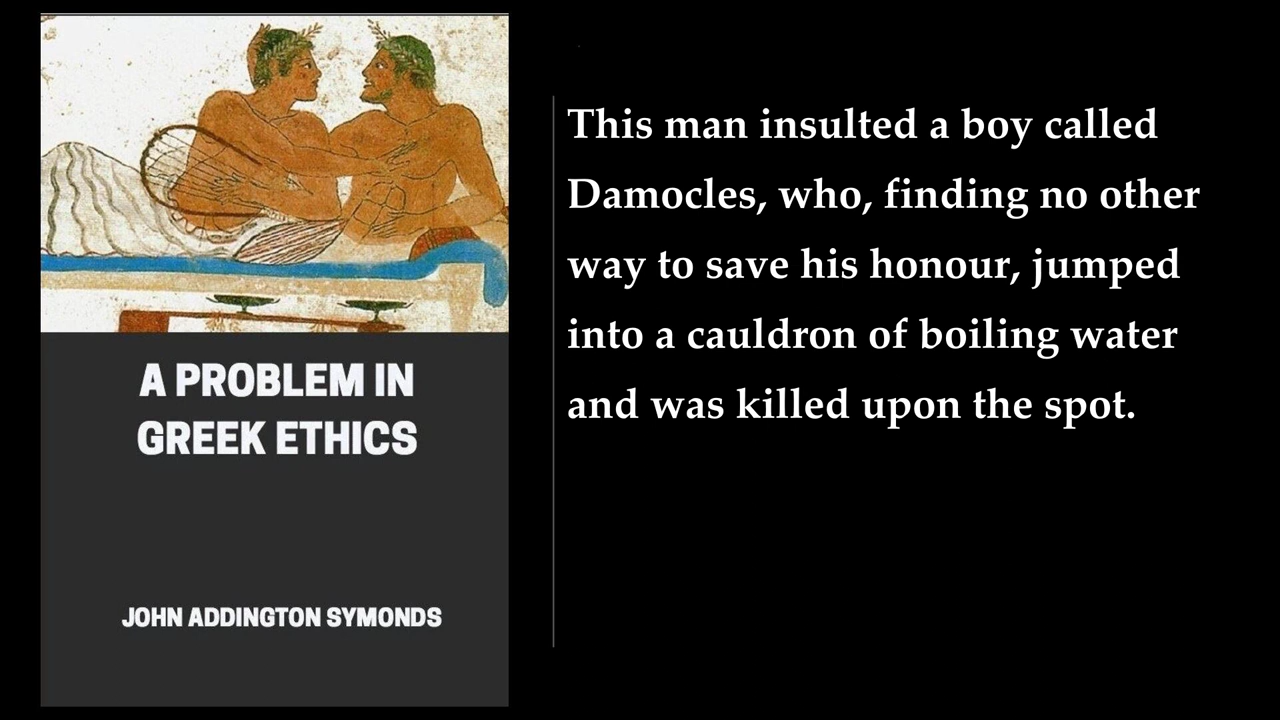 A PROBLEM IN
GREEK ETHICS
JOHN ADDINGTON SYMONDS
This man insulted a boy called
Damocles, who, finding no other
way to save his honour, jumped
into a cauldron of boiling water
and was killed upon the spot.